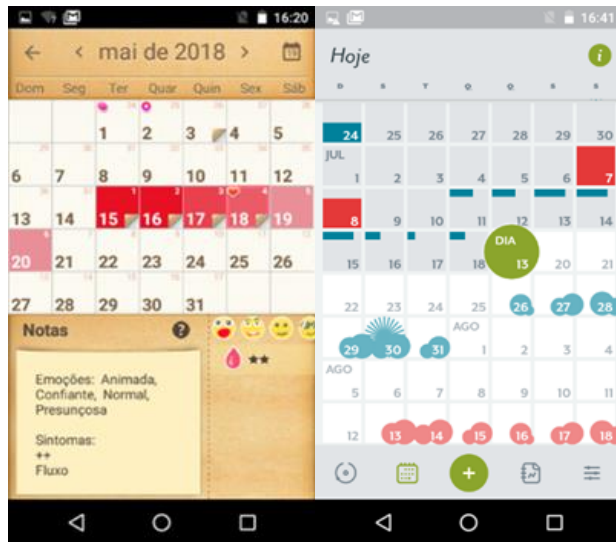 16:20
mai de 2018
Dom Seg Ter Quar Quin Sex Sáb
1 2 3 4 5
6 7 8 9 10 11 12
13 14 15 16 17 18 19
20 21 22 23 24 25 26
27 28 29 30 31
Notas ?
Emoções: Animada,
Confiante, Normal,
Presunçosa
Sintomas:
++
Fluxo
16:41
Hoje i
D S T Q Q S S
24 25 26 27 28 29 30
JUL
1 2 3 4 5 6 7
8 9 10 11 12 13 14
DIA
15 16 17 18 13 20 21
22 23 24 25 26 27 28
AGO
29 30 31 1 2 3 4
AGO
5 6 7 8 9 10 11
12 13 14 15 16 17 18